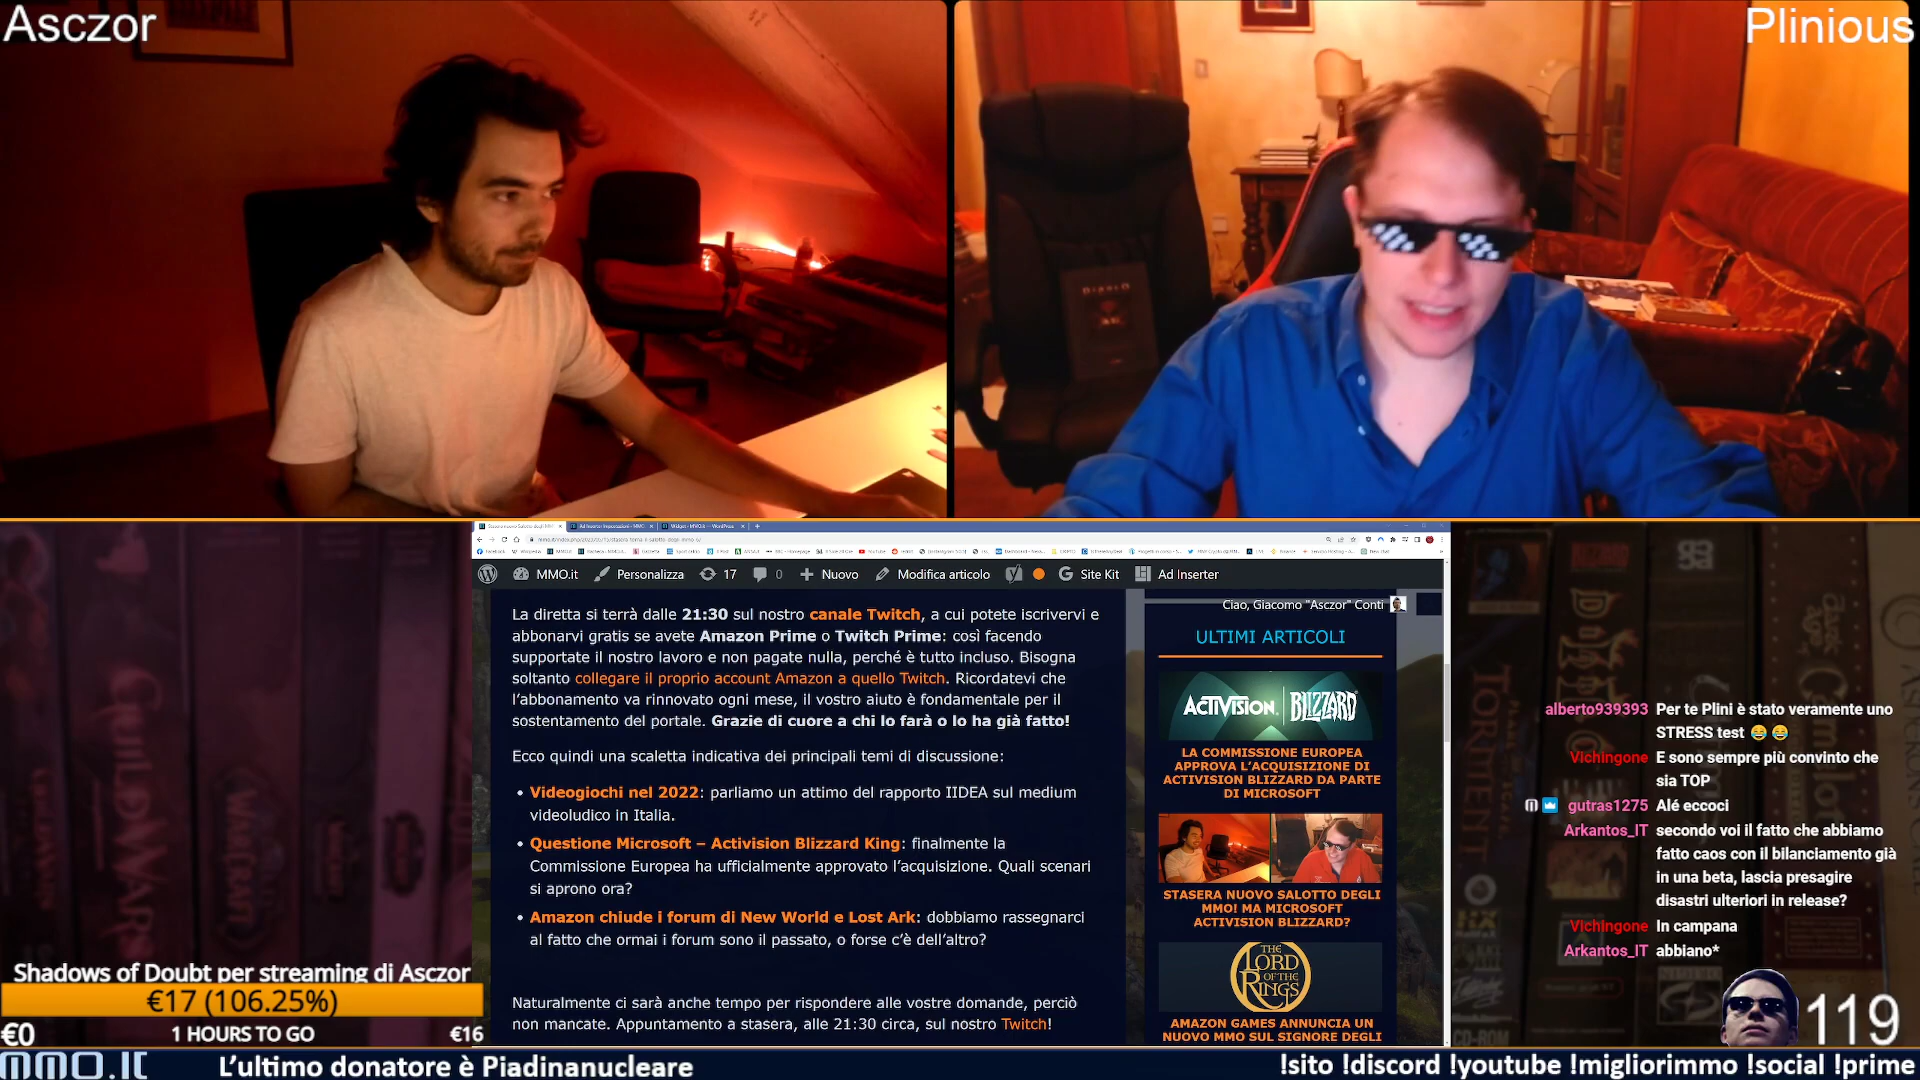 Asczor
Plinious
DIABLO
MMO.it
Personalizza
17
0
Nuovo
Modifica articolo
Site Kit
Ad Inserter
Ciao, Giacomo "Asczor" Conti
La diretta si terrà dalle 21:30 sul nostro canale Twitch, a cui potete iscrivervi e
abbonarvi gratis se avete Amazon Prime o Twitch Prime: così facendo
supportate il nostro lavoro e non pagate nulla, perché è tutto incluso. Bisogna
soltanto collegare il proprio account Amazon a quello Twitch. Ricordatevi che
l'abbonamento va rinnovato ogni mese, il vostro aiuto è fondamentale per il
sostentamento del portale. Grazie di cuore a chi lo farà o lo ha già fatto!
Ecco quindi una scaletta indicativa dei principali temi di discussione:
• Videogiochi nel 2022: parliamo un attimo del rapporto IIDEA sul medium
videoludico in Italia.
• Questione Microsoft – Activision Blizzard King: finalmente la
Commissione Europea ha ufficialmente approvato l'acquisizione. Quali scenari
si aprono ora?
• Amazon chiude i forum di New World e Lost Ark: dobbiamo rassegnarci
al fatto che ormai i forum sono il passato, o forse c'è dell'altro?
Naturalmente ci sarà anche tempo per rispondere alle vostre domande, perciò
non mancate. Appuntamento a stasera, alle 21:30 circa, sul nostro Twitch!
ULTIMI ARTICOLI
ACTIVISION. BLIZZARD
LA COMMISSIONE EUROPEA
APPROVA L'ACQUISIZIONE DI
ACTIVISION BLIZZARD DA PARTE
DI MICROSOFT
STASERA NUOVO SALOTTO DEGLI
MMO! MA MICROSOFT
ACTIVISION BLIZZARD?
THE
LORD
OF THE
RINGS
AMAZON GAMES ANNUNCIA UN
NUOVO MMO SUL SIGNORE DEGLI
GUILDWARS
WARCRAFT
TORMENT
CD-ROM
alberto939393 Per te Plini è stato veramente uno
STRESS test 😂 😂
Vichingone E sono sempre più convinto che
sia TOP
gutras1275 Alé eccoci
Arkantos_IT secondo voi il fatto che abbiamo
fatto caos con il bilanciamento già
in una beta, lascia presagire
disastri ulteriori in release?
Vichingone In campana
Arkantos_IT abbiano*
119
Shadows of Doubt per streaming di Asczor
€17 (106.25%)
€0
1 HOURS TO GO
€16
MMO.IT
L'ultimo donatore è Piadinanucleare
!sito !discord !youtube !migliorimmo !social !prime